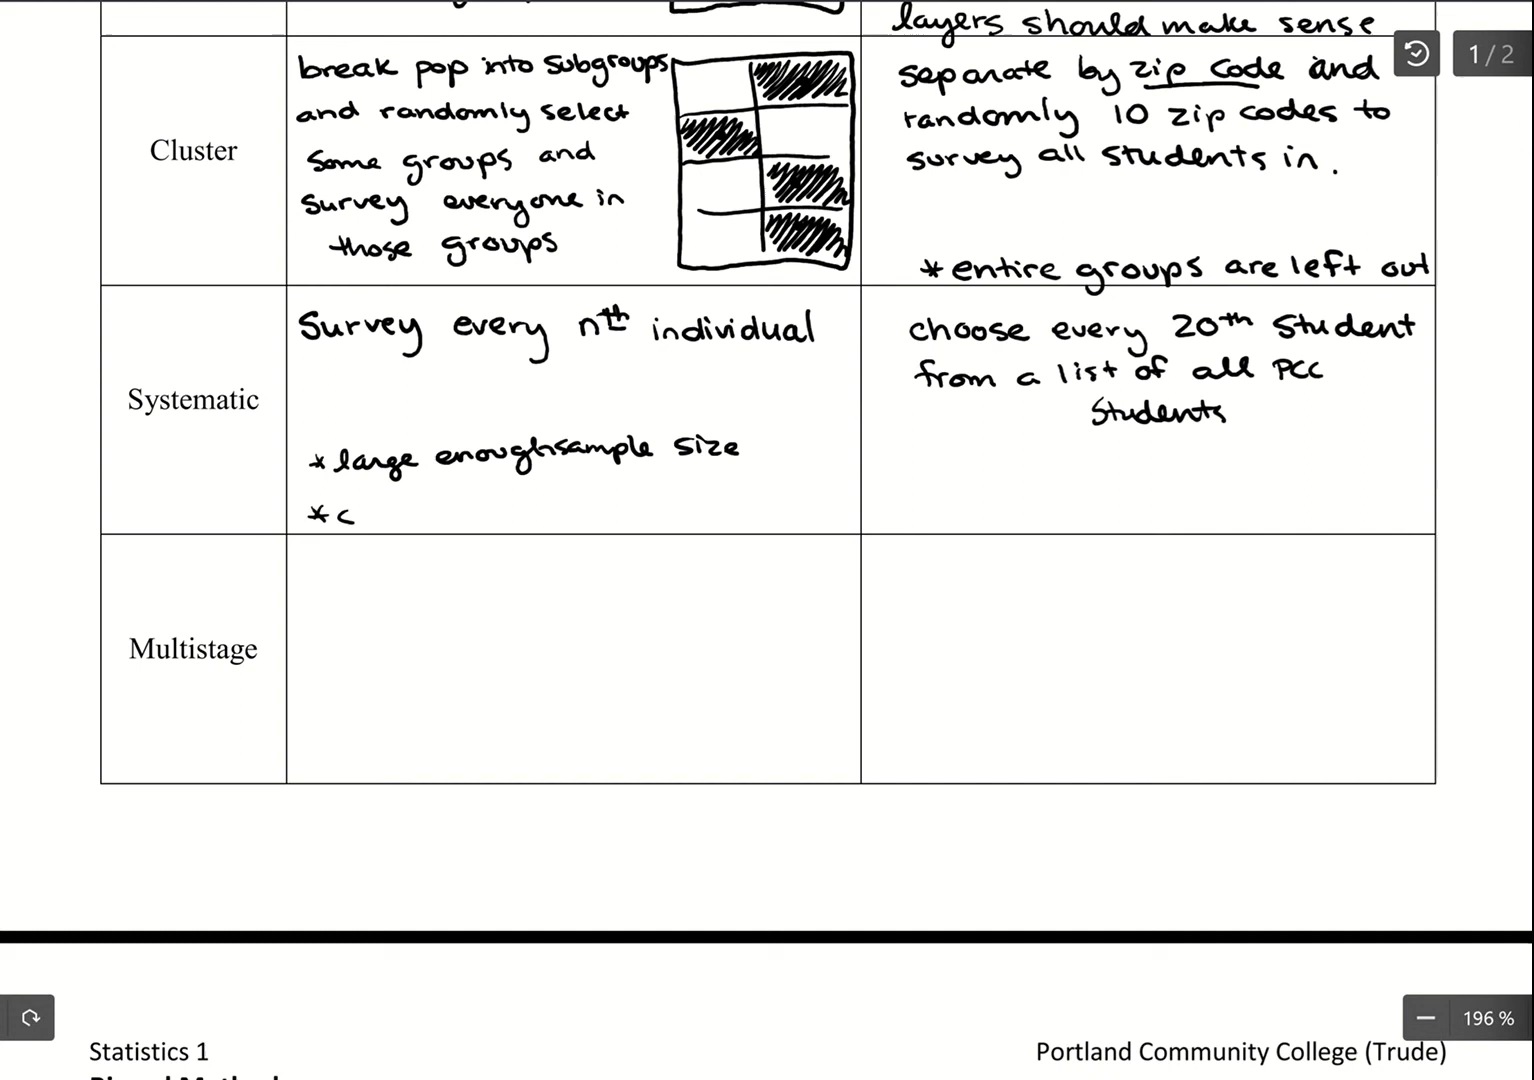 layers should make sense
1 / 2
Cluster
break pop into subgroups
and randomly select
some groups and
survey everyone in
those groups
separate by zip code and
randomly 10 zip codes to
survey all students in.
* entire groups are left out
Systematic
Survey every nth individual
* large enough sample size
* c
choose every 20th student
from a list of all PCC
Students
Multistage
196 %
Statistics 1
Portland Community College (Trude)